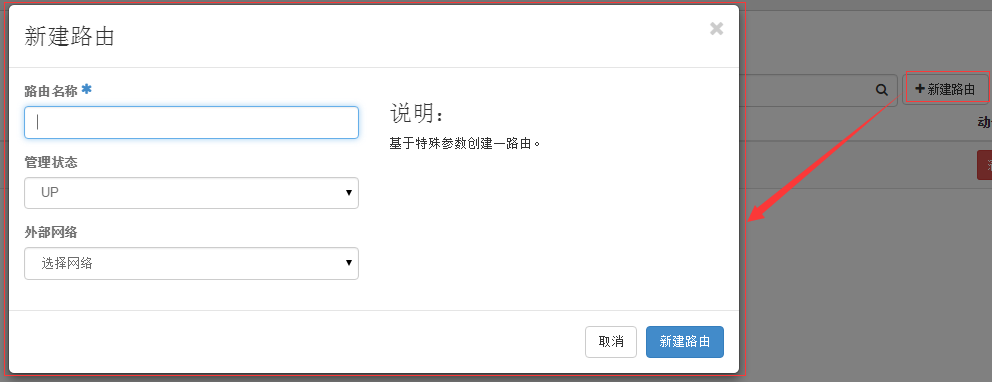 新建路由
×
路由名称 *
说明：
基于特殊参数创建一路由。
管理状态
UP
外部网络
选择网络
取消
新建路由
+ 新建路由